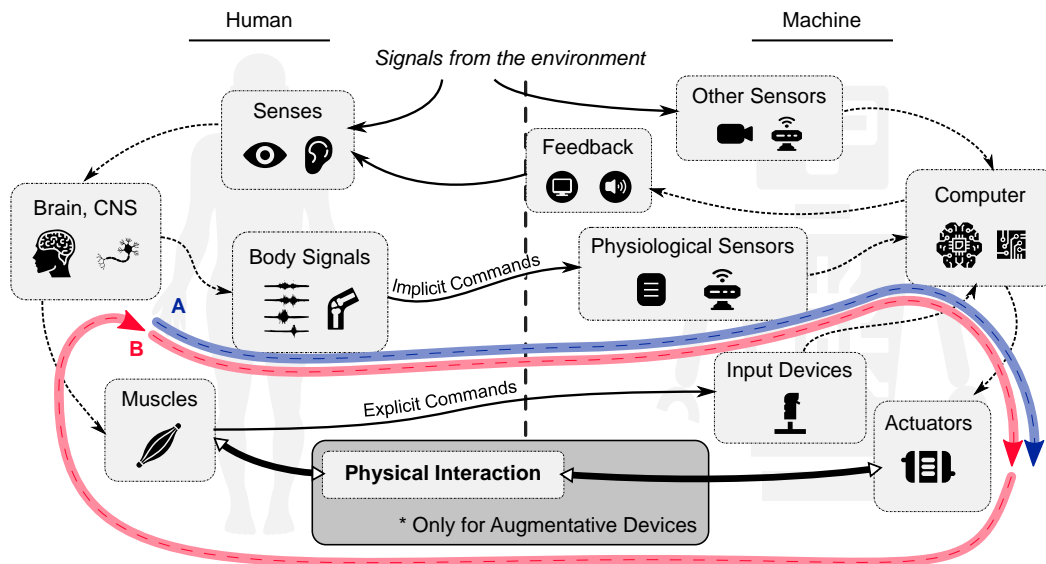 Human
Machine
Signals from the environment
Senses
Other Sensors
Feedback
Brain, CNS
Computer
Body Signals
Implicit Commands
Physiological Sensors
A
B
Muscles
Explicit Commands
Input Devices
Actuators
Physical Interaction
* Only for Augmentative Devices